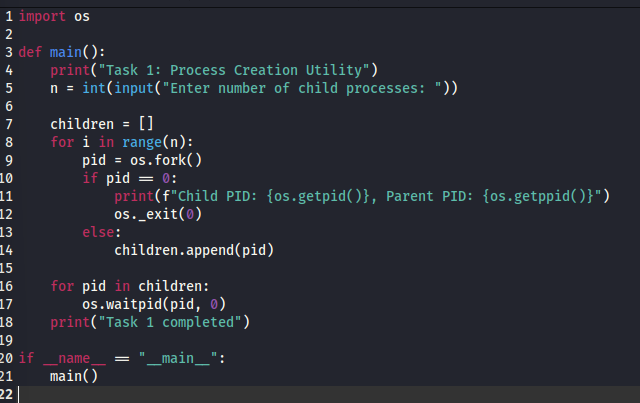 1 import os
2
3 def main():
4     print("Task 1: Process Creation Utility")
5     n = int(input("Enter number of child processes: "))
6
7     children = []
8     for i in range(n):
9         pid = os.fork()
10         if pid == 0:
11             print(f"Child PID: {os.getpid()}, Parent PID: {os.getppid()}")
12             os._exit(0)
13         else:
14             children.append(pid)
15
16     for pid in children:
17         os.waitpid(pid, 0)
18     print("Task 1 completed")
19
20 if __name__ == "__main__":
21     main()
22